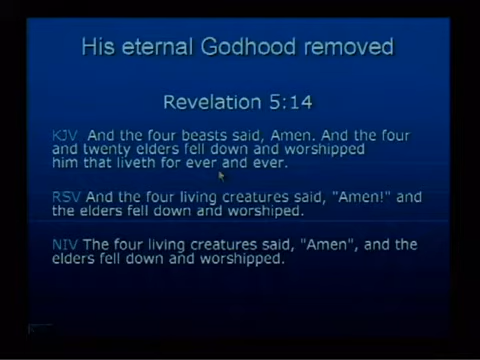 His eternal Godhood removed
Revelation 5:14
KJV And the four beasts said, Amen. And the four
and twenty elders fell down and worshipped
him that liveth for ever and ever.
RSV And the four living creatures said, "Amen!" and
the elders fell down and worshiped.
NIV The four living creatures said, "Amen", and the
elders fell down and worshipped.